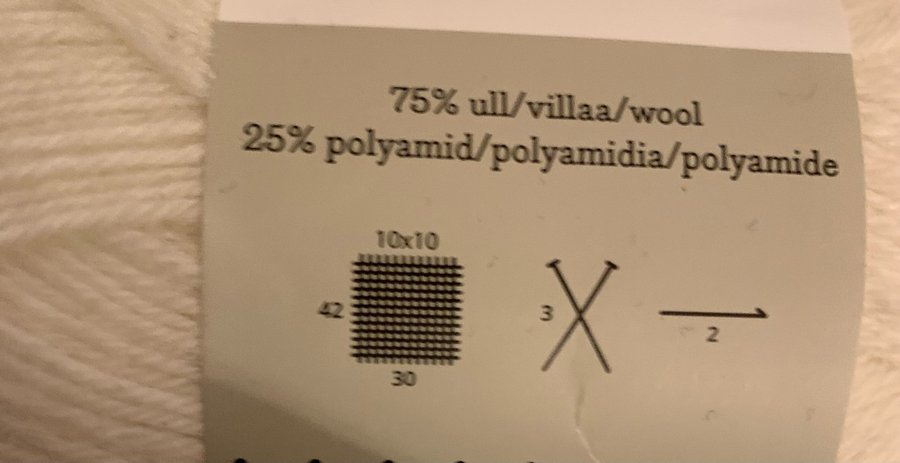 75% ull/villaa/wool
25% polyamid/polyamidia/polyamide
10x10
42
30
3
2